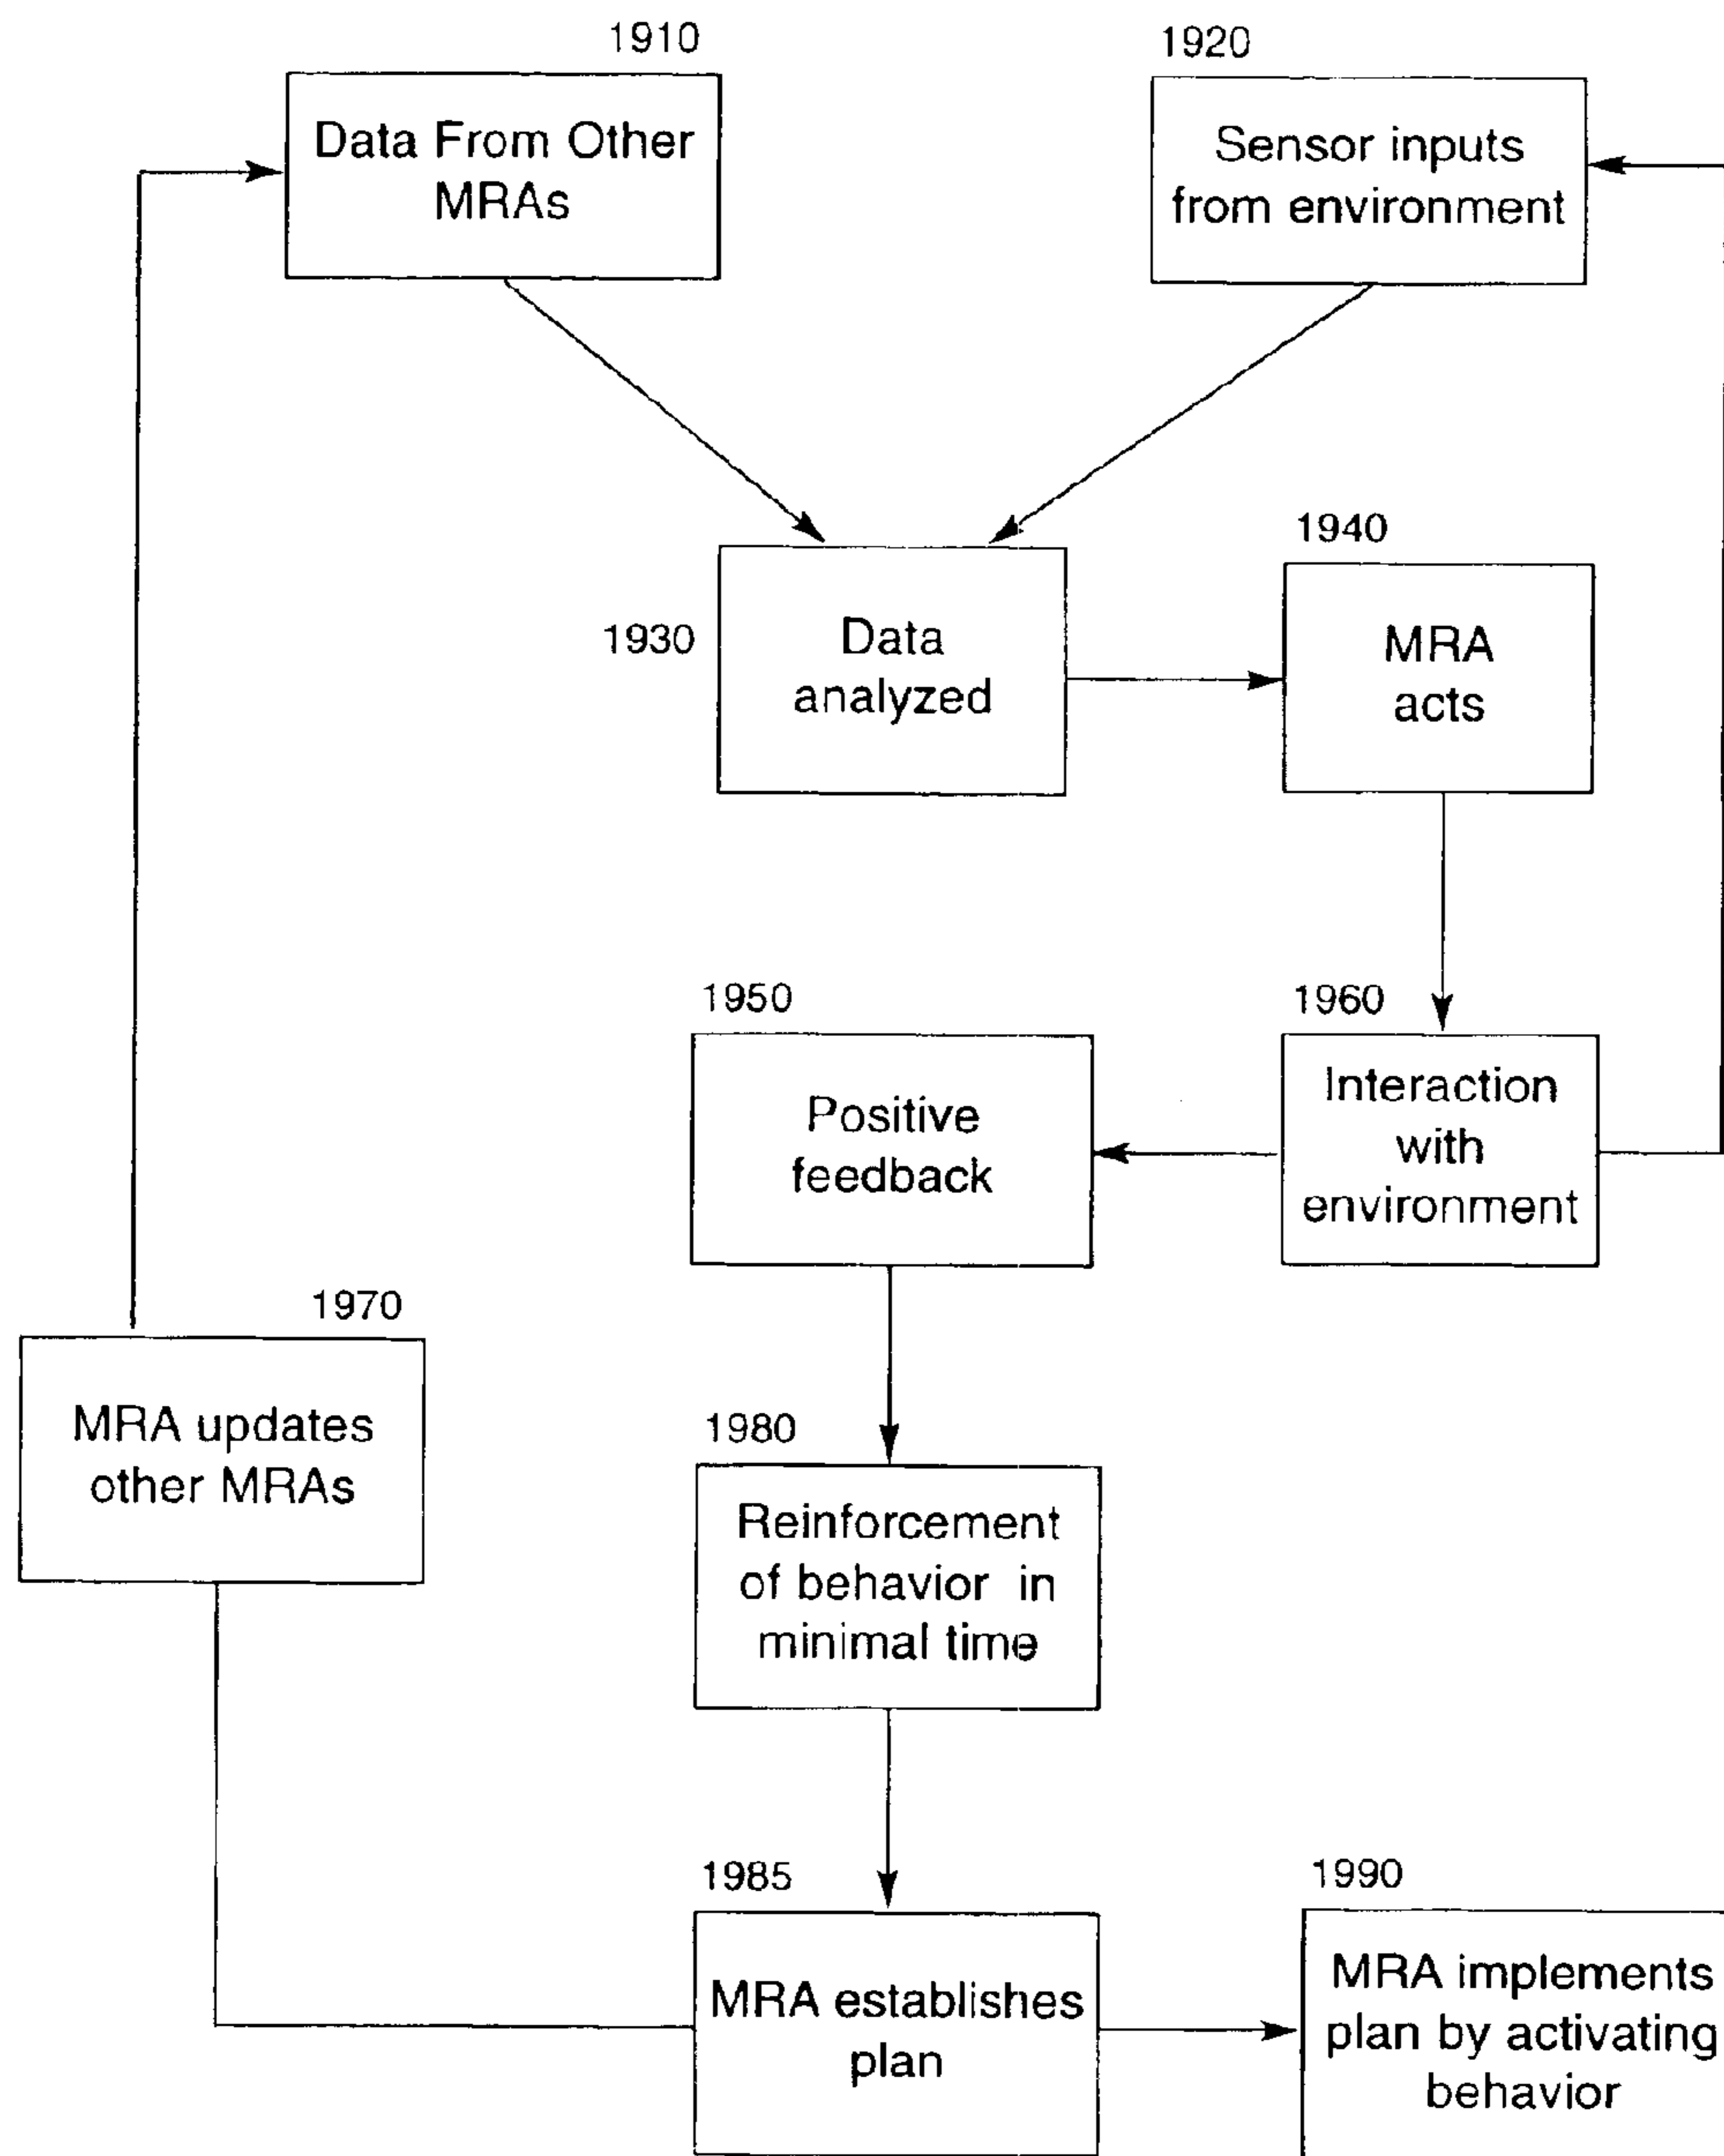 1910
Data From Other
MRAs
1920
Sensor inputs
from environment
1930
Data
analyzed
1940
MRA
acts
1950
Positive
feedback
1960
Interaction
with
environment
1970
MRA updates
other MRAs
1980
Reinforcement
of behavior in
minimal time
1985
MRA establishes
plan
1990
MRA implements
plan by activating
behavior